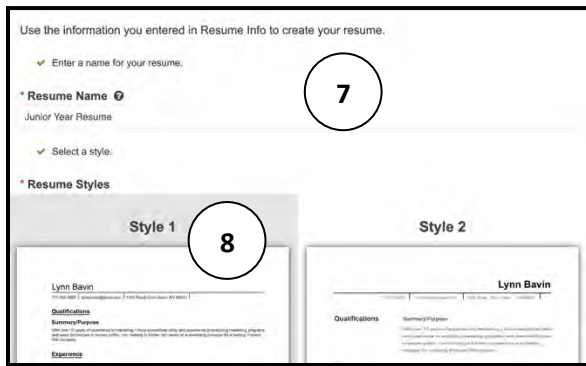 Use the information you entered in Resume Info to create your resume.
✔ Enter a name for your resume.
* Resume Name
7
Junior Year Resume
✔ Select a style.
* Resume Styles
Style 1
8
Style 2
Lynn Bavin
Qualifications
Summary/Purpose
Experience
Lynn Bavin
Qualifications
Summary/Purpose